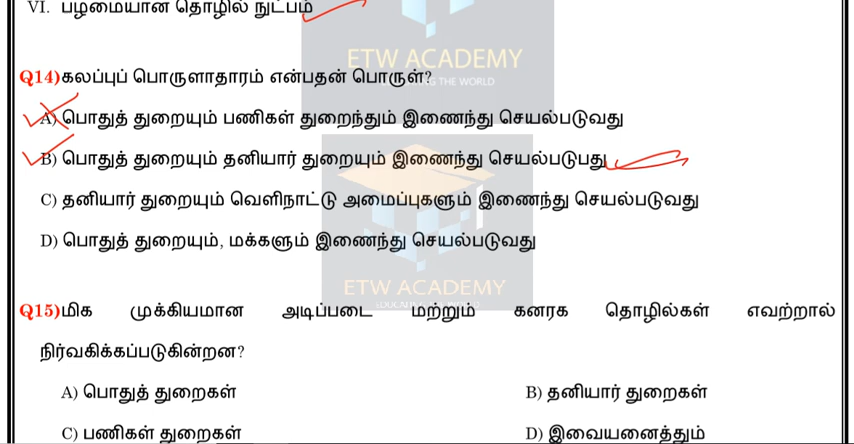 VI. பழமையான தொழில் நுட்பம்
ETW ACADEMY
THE WORLD
Q14)கலப்புப் பொருளாதாரம் என்பதன் பொருள்?
A) பொதுத் துறையும் பணிகள் துறைந்தும் இணைந்து செயல்படுவது
B) பொதுத் துறையும் தனியார் துறையும் இணைந்து செயல்படுபது
C) தனியார் துறையும் வெளிநாட்டு அமைப்புகளும் இணைந்து செயல்படுவது
D) பொதுத் துறையும், மக்களும் இணைந்து செயல்படுவது
ETW ACADEMY
Q15)மிக முக்கியமான அடிப்படை மற்றும் கனரக தொழில்கள் எவற்றால்
நிர்வகிக்கப்படுகின்றன?
A) பொதுத் துறைகள் B) தனியார் துறைகள்
C) பணிகள் துறைகள் D) இவையனைத்தும்